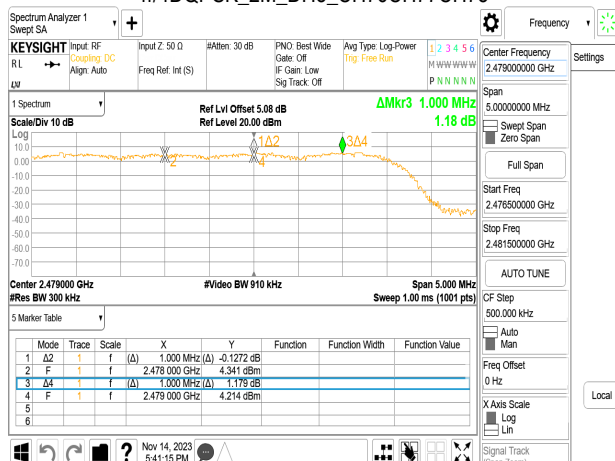 Spectrum Analyzer 1
Swept SA
+
Frequency
KEYSIGHT Input: RF Input Z: 50 Ω #Atten: 30 dB PNO: Best Wide Avg Type: Log-Power 1 2 3 4 5 6
RL Coupling: DC Gate: Off Trig: Free Run M W W W W W
Align: Auto Freq Ref: Int (S) IF Gain: Low
Sig Track: Off P N N N N N
Center Frequency
2.479000000 GHz
Settings
Span
5.00000000 MHz
Swept Span
Zero Span
Full Span
Start Freq
2.476500000 GHz
Stop Freq
2.481500000 GHz
AUTO TUNE
CF Step
500.000 kHz
Auto
Man
Freq Offset
0 Hz
X Axis Scale
Log
Lin
Signal Track
Local
1 Spectrum
Scale/Div 10 dB
Ref Lvl Offset 5.08 dB
Ref Level 20.00 dBm
ΔMkr3 1.000 MHz
1.18 dB
Log
10.0
0.00
-10.0
-20.0
-30.0
-40.0
-50.0
-60.0
-70.0
1Δ2
2
3Δ4
4
Center 2.479000 GHz #Video BW 910 kHz Span 5.000 MHz
#Res BW 300 kHz Sweep 1.00 ms (1001 pts)
5 Marker Table
Mode Trace Scale X Y Function Function Width Function Value
1 Δ2 1 f (Δ) 1.000 MHz (Δ) -0.1272 dB
2 F 1 f 2.478 000 GHz 4.341 dBm
3 Δ4 1 f (Δ) 1.000 MHz (Δ) 1.179 dB
4 F 1 f 2.479 000 GHz 4.214 dBm
5
6
Nov 14, 2023
5:41:15 PM